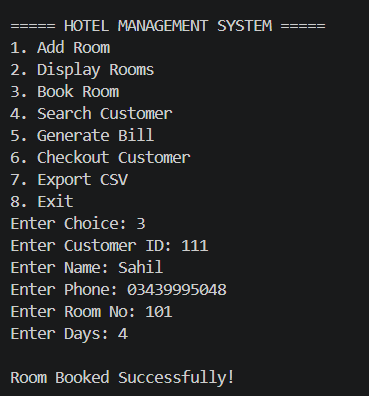 ===== HOTEL MANAGEMENT SYSTEM =====
1. Add Room
2. Display Rooms
3. Book Room
4. Search Customer
5. Generate Bill
6. Checkout Customer
7. Export CSV
8. Exit
Enter Choice: 3
Enter Customer ID: 111
Enter Name: Sahil
Enter Phone: 03439995048
Enter Room No: 101
Enter Days: 4
Room Booked Successfully!